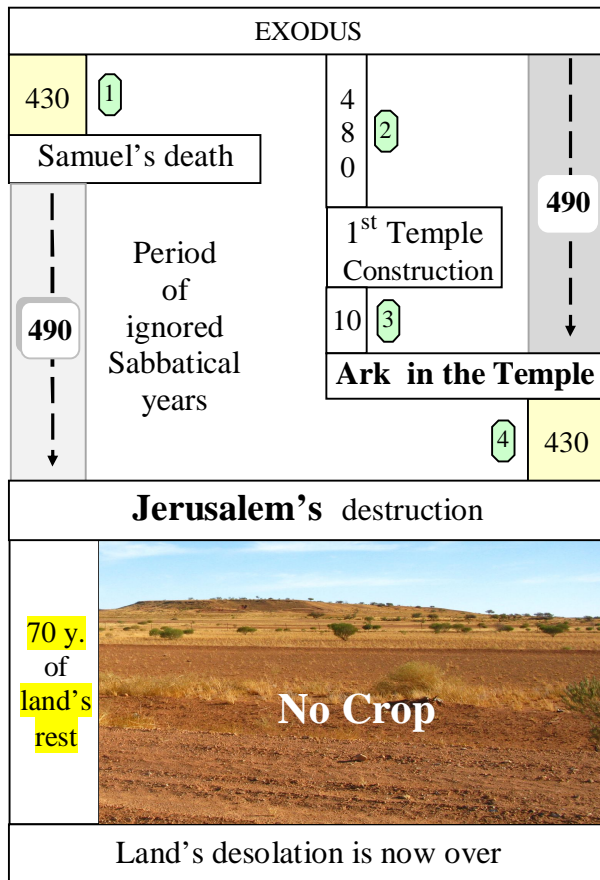 EXODUS
430
1
Samuel's death
490
Period
of
ignored
Sabbatical
years
4
8
0
2
1st Temple
Construction
10
3
490
Ark in the Temple
4
430
Jerusalem's destruction
70 y.
of
land's
rest
No Crop
Land's desolation is now over